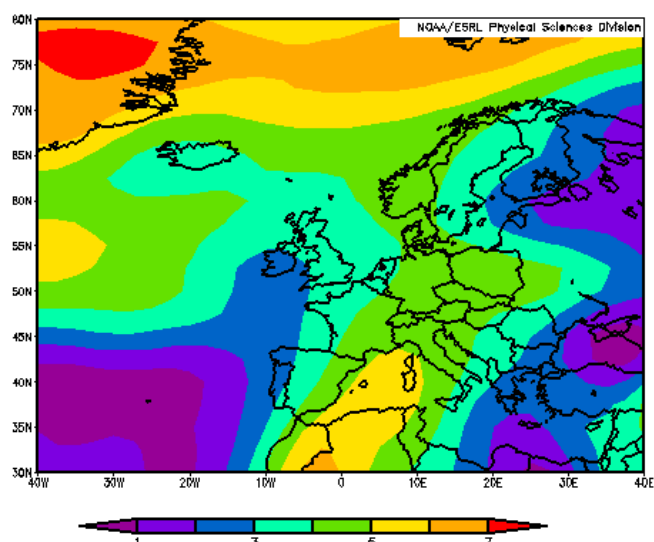 NOAA/ESRL Physical Sciences Division
80N
75N
70N
65N
60N
55N
50N
45N
40N
35N
30N
40W 30W 20W 10W 0 10E 20E 30E 40E
1 3 5 7